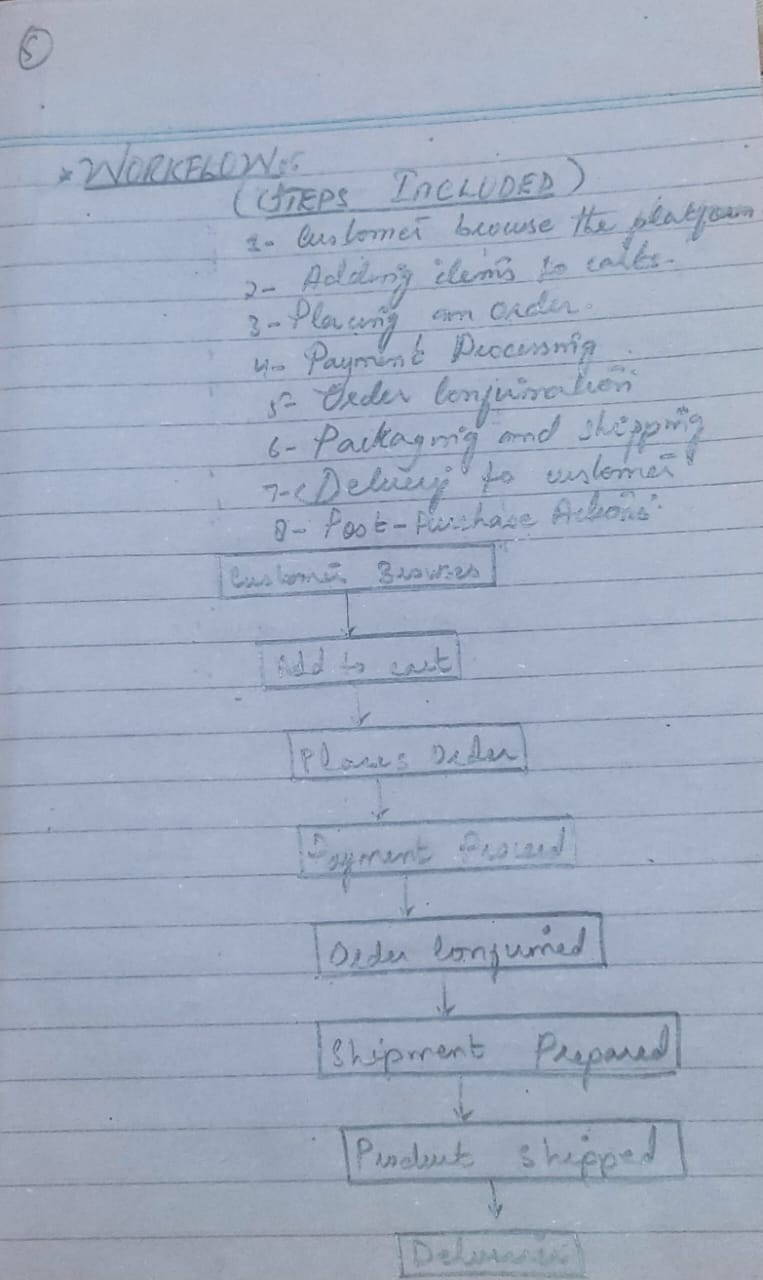 5
* WORKFLOW:-
(STEPS INCLUDED)
1- Customer browse the platform
2- Adding items to carts.
3- Placing an order.
4- Payment Processing
5- Order Confirmation
6- Packaging and shipping
7- Delivery to customer
8- Post-Purchase Actions.
Customer Browses
Add to cart
Places Order
Payment
Order Confirmed
Shipment Prepared
Product Shipped